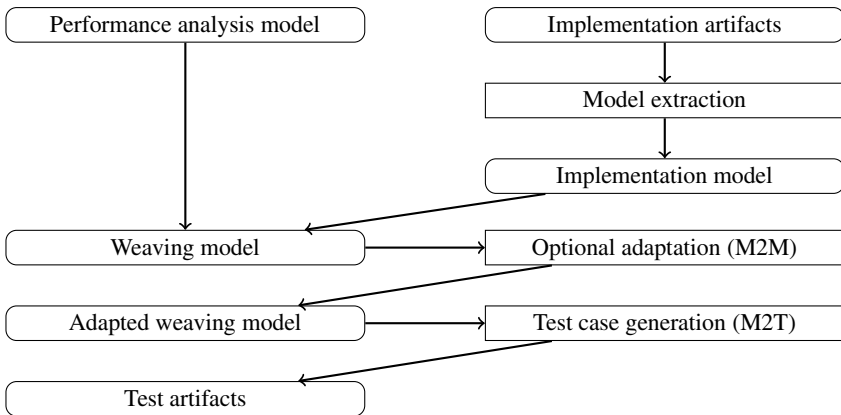 Performance analysis model
Implementation artifacts
Model extraction
Implementation model
Weaving model
Optional adaptation (M2M)
Adapted weaving model
Test case generation (M2T)
Test artifacts